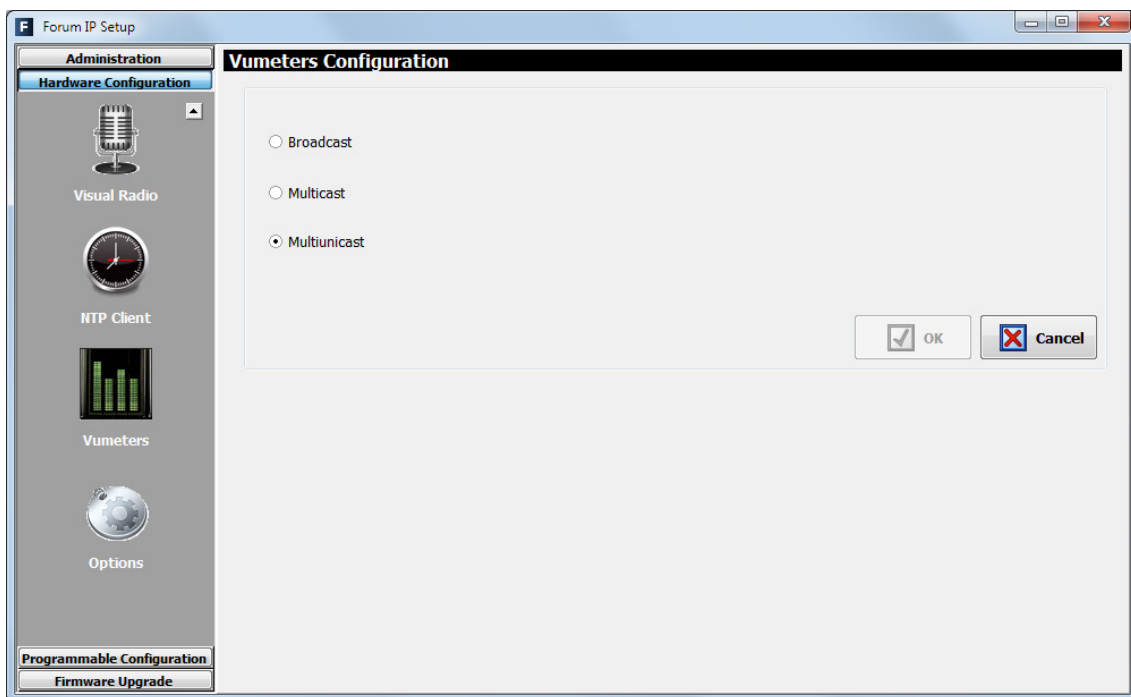 F Forum IP Setup
Administration
Hardware Configuration
Visual Radio
NTP Client
Vumeters
Options
Programmable Configuration
Firmware Upgrade
Vumeters Configuration
Broadcast
Multicast
Multiunicast
OK
Cancel